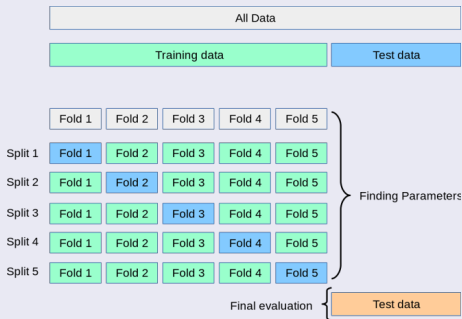 All Data
Training data Test data
Fold 1 Fold 2 Fold 3 Fold 4 Fold 5
Split 1 Fold 1 Fold 2 Fold 3 Fold 4 Fold 5
Split 2 Fold 1 Fold 2 Fold 3 Fold 4 Fold 5
Finding Parameters
Split 3 Fold 1 Fold 2 Fold 3 Fold 4 Fold 5
Split 4 Fold 1 Fold 2 Fold 3 Fold 4 Fold 5
Split 5 Fold 1 Fold 2 Fold 3 Fold 4 Fold 5
Final evaluation Test data